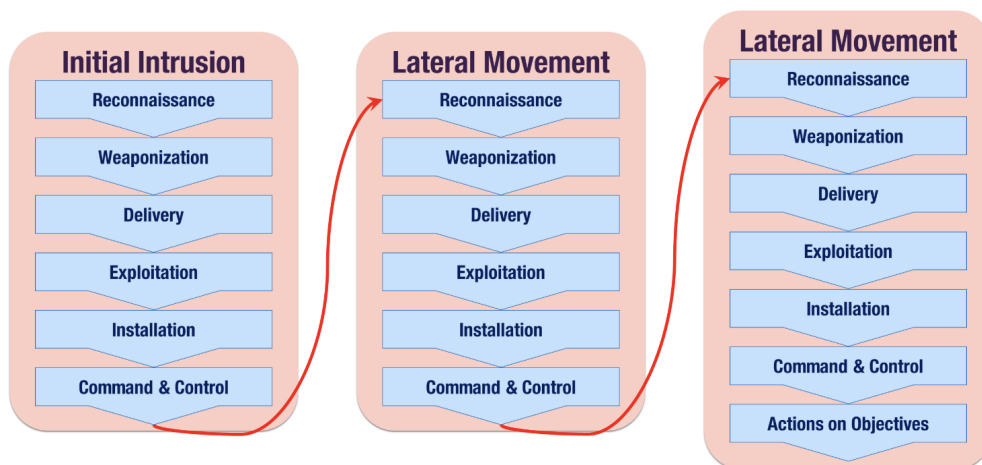 Initial Intrusion
Reconnaissance
Weaponization
Delivery
Exploitation
Installation
Command & Control
Lateral Movement
Reconnaissance
Weaponization
Delivery
Exploitation
Installation
Command & Control
Lateral Movement
Reconnaissance
Weaponization
Delivery
Exploitation
Installation
Command & Control
Actions on Objectives